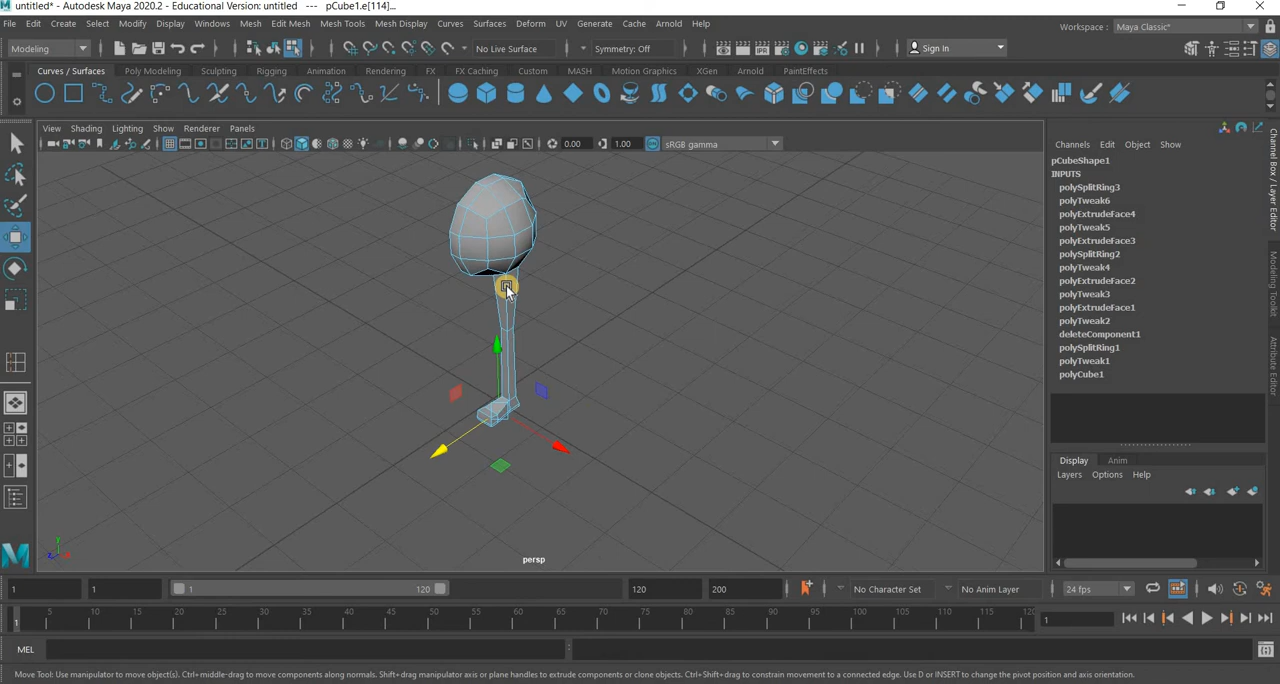 untitled* - Autodesk Maya 2020.2 - Educational Version: untitled --- pCube1.e[114]...
File Edit Create Select Modify Display Windows Mesh Edit Mesh Mesh Tools Mesh Display Curves Surfaces Deform UV Generate Cache Arnold Help
Workspace : Maya Classic*
Modeling No Live Surface Symmetry: Off Sign In
Curves / Surfaces Poly Modeling Sculpting Rigging Animation Rendering FX FX Caching Custom MASH Motion Graphics XGen Arnold PaintEffects
View Shading Lighting Show Renderer Panels
0.00 1.00 sRGB gamma
Channels Edit Object Show
pCubeShape1
INPUTS
polySplitRing3
polyTweak6
polyExtrudeFace4
polyTweak5
polyExtrudeFace3
polySplitRing2
polyTweak4
polyExtrudeFace2
polyTweak3
polyExtrudeFace1
polyTweak2
deleteComponent1
polySplitRing1
polyTweak1
polyCube1
Channel Box / Layer Editor
Modeling Toolkit
Attribute Editor
Display Anim
Layers Options Help
persp
1 1 1 120 120 200 No Character Set No Anim Layer 24 fps
5 10 15 20 25 30 35 40 45 50 55 60 65 70 75 80 85 90 95 100 105 110 115 120
1 1
MEL
Move Tool: Use manipulator to move object(s). Ctrl+middle-drag to move components along normals. Shift+drag manipulator axis or plane handles to extrude components or clone objects. Ctrl+Shift+drag to constrain movement to a connected edge. Use D or INSERT to change the pivot position and axis orientation.